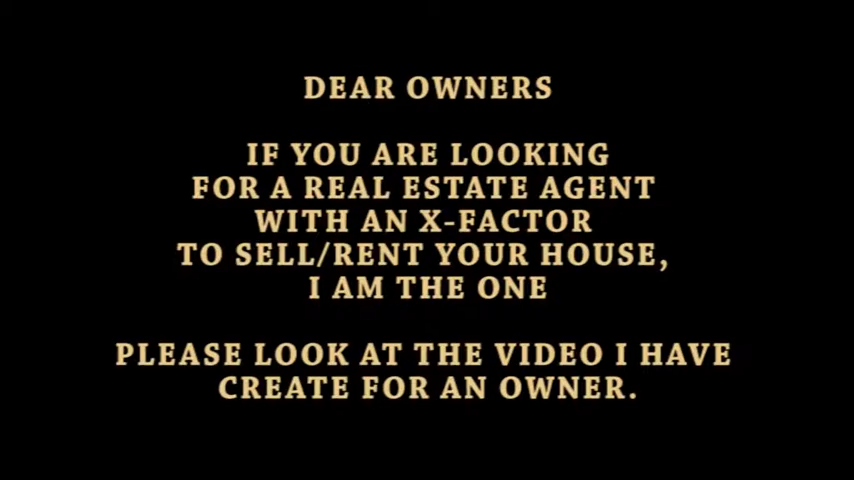 DEAR OWNERS
IF YOU ARE LOOKING
FOR A REAL ESTATE AGENT
WITH AN X-FACTOR
TO SELL/RENT YOUR HOUSE,
I AM THE ONE
PLEASE LOOK AT THE VIDEO I HAVE
CREATE FOR AN OWNER.